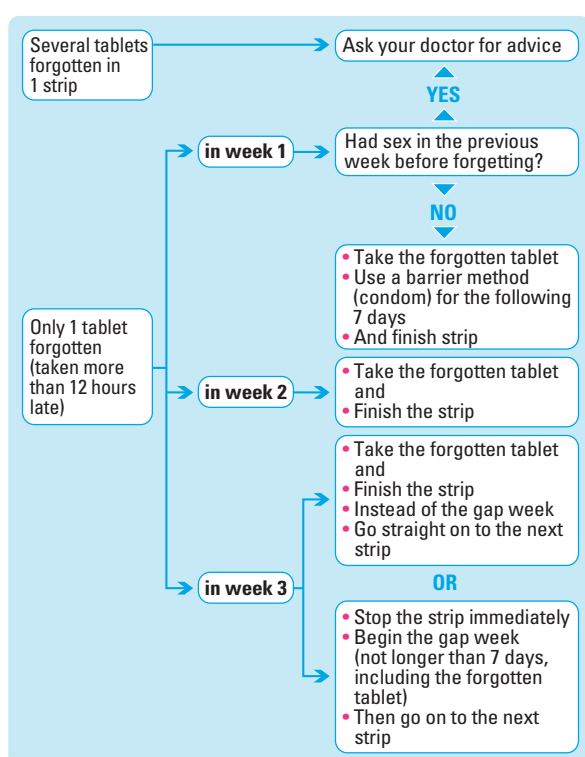 Several tablets
forgotten in
1 strip
Ask your doctor for advice
YES
in week 1
Had sex in the previous
week before forgetting?
NO
• Take the forgotten tablet
• Use a barrier method
(condom) for the following
7 days
• And finish strip
Only 1 tablet
forgotten
(taken more
than 12 hours
late)
in week 2
• Take the forgotten tablet
and
• Finish the strip
• Take the forgotten tablet
and
• Finish the strip
• Instead of the gap week
• Go straight on to the next
strip
in week 3
OR
• Stop the strip immediately
• Begin the gap week
(not longer than 7 days,
including the forgotten
tablet)
• Then go on to the next
strip